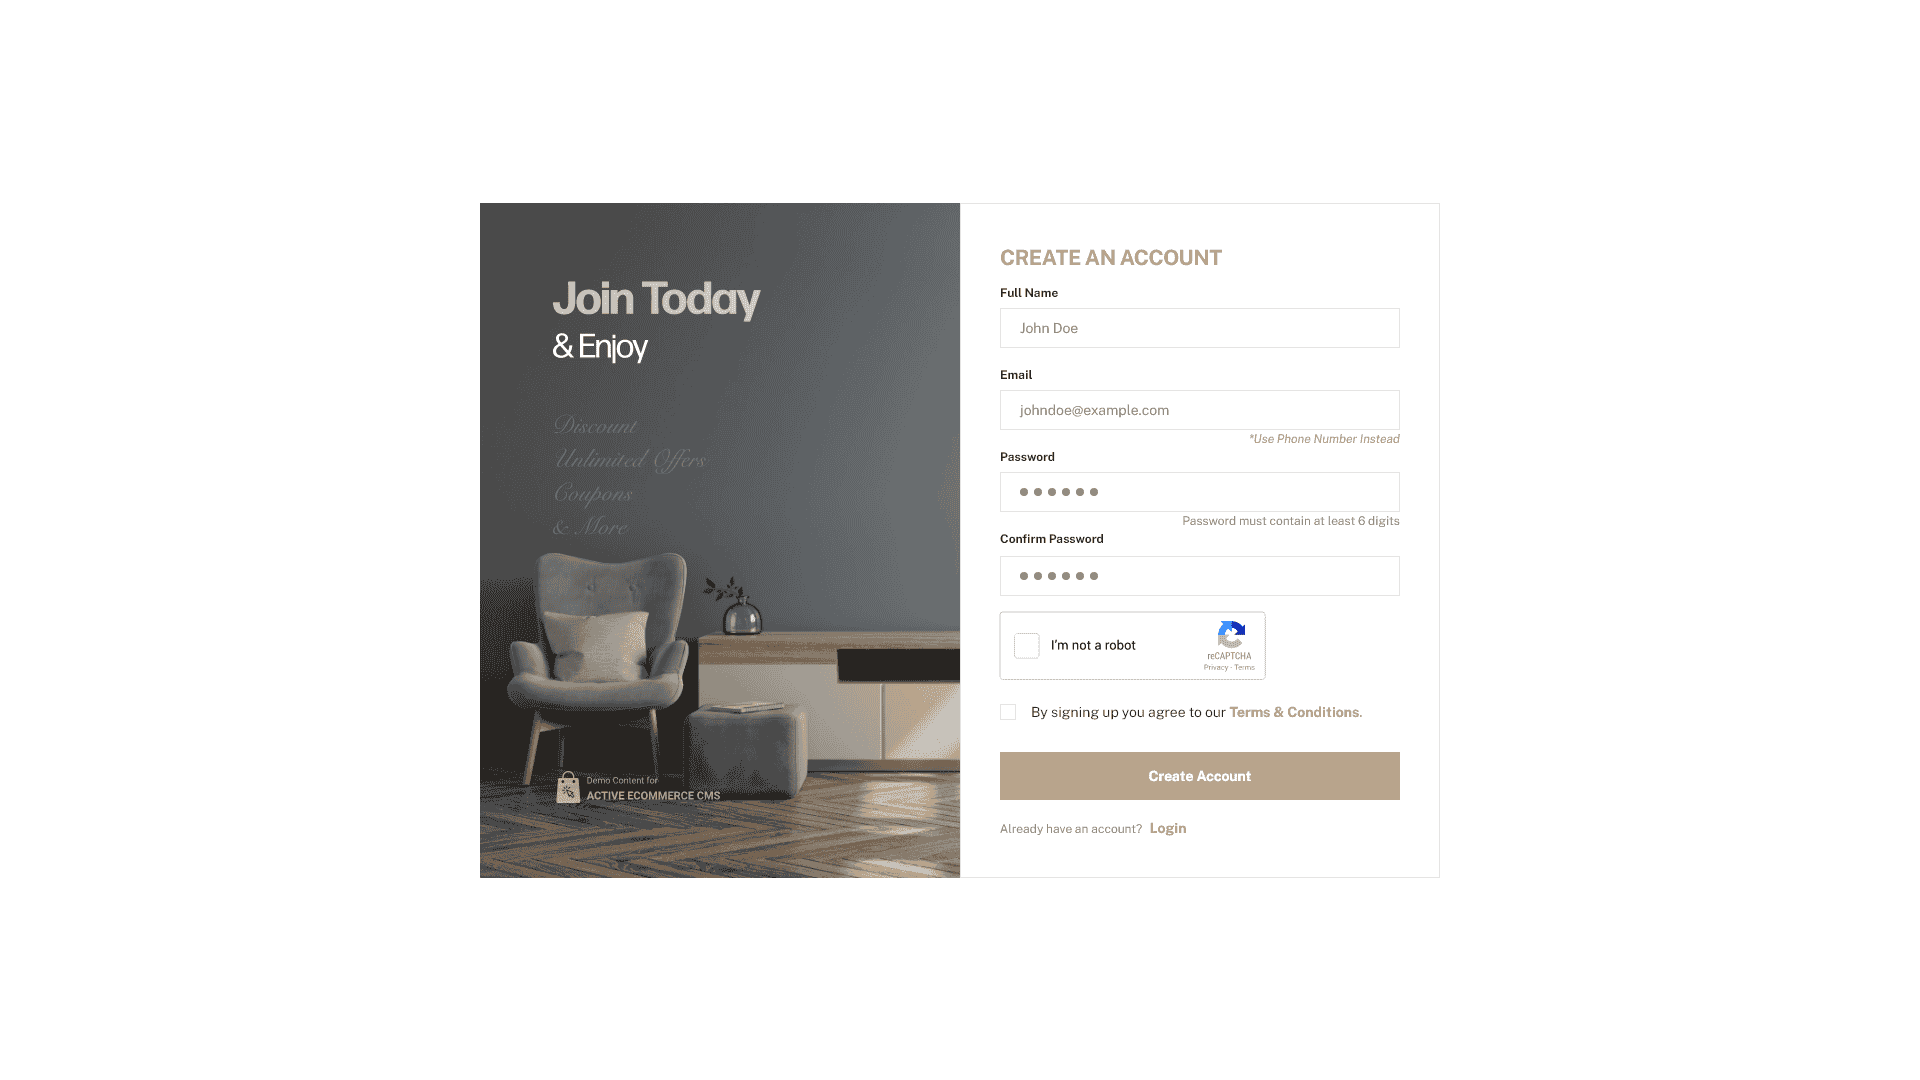 Join Today
& Enjoy
Discount
Unlimited Offers
Coupons
& More
Demo Content for
ACTIVE ECOMMERCE CMS
CREATE AN ACCOUNT
Full Name
John Doe
Email
johndoe@example.com
*Use Phone Number Instead
Password
Password must contain at least 6 digits
Confirm Password
I'm not a robot
reCAPTCHA
Privacy - Terms
By signing up you agree to our Terms & Conditions.
Create Account
Already have an account? Login